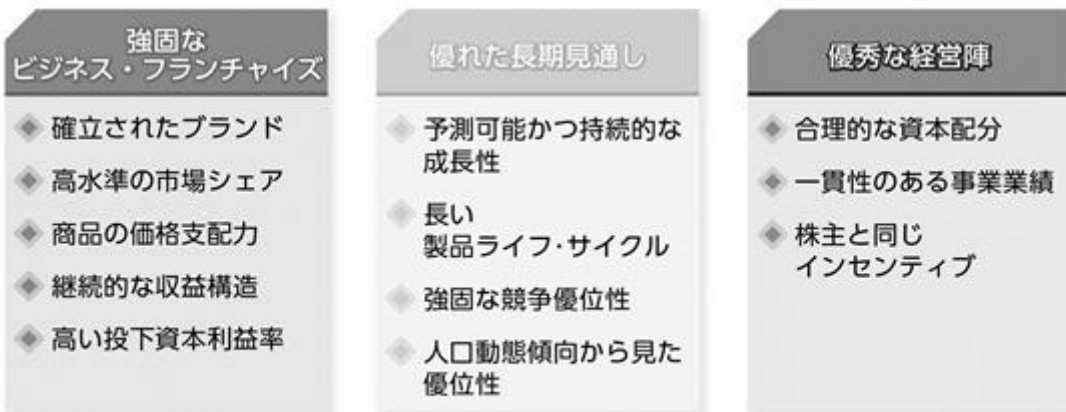 強固な
ビジネス・フランチャイズ
確立されたブランド
高水準の市場シェア
商品の価格支配力
継続的な収益構造
高い投下資本利益率
優れた長期見通し
予測可能かつ持続的な
成長性
長い
製品ライフ・サイクル
強固な競争優位性
人口動態傾向から見た
優位性
優秀な経営陣
合理的な資本配分
一貫性のある事業業績
株主と同じ
インセンティブ